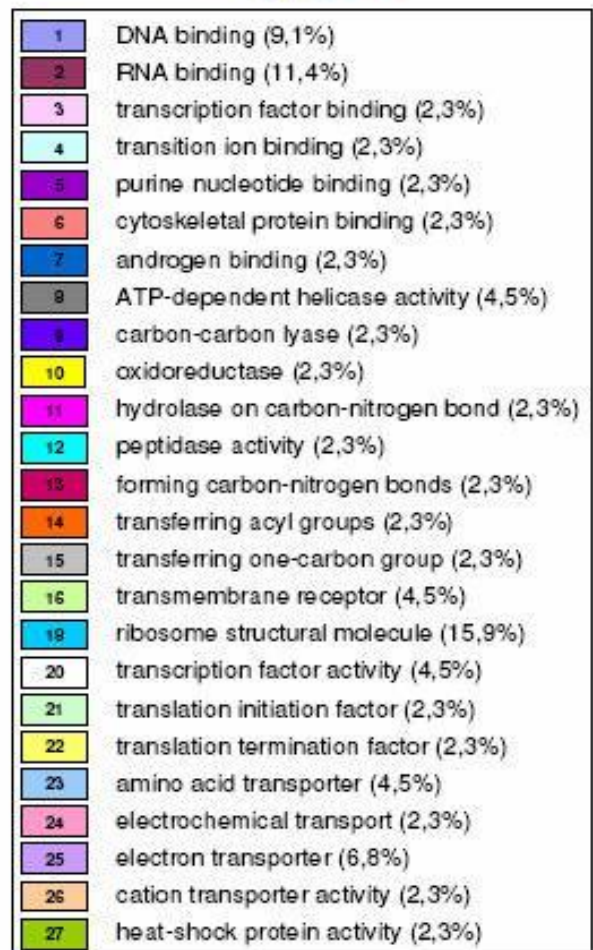 1 DNA binding (9,1%)
2 RNA binding (11,4%)
3 transcription factor binding (2,3%)
4 transition ion binding (2,3%)
5 purine nucleotide binding (2,3%)
6 cytoskeletal protein binding (2,3%)
7 androgen binding (2,3%)
8 ATP-dependent helicase activity (4,5%)
9 carbon-carbon lyase (2,3%)
10 oxidoreductase (2,3%)
11 hydrolase on carbon-nitrogen bond (2,3%)
12 peptidase activity (2,3%)
13 forming carbon-nitrogen bonds (2,3%)
14 transferring acyl groups (2,3%)
15 transferring one-carbon group (2,3%)
16 transmembrane receptor (4,5%)
19 ribosome structural molecule (15,9%)
20 transcription factor activity (4,5%)
21 translation initiation factor (2,3%)
22 translation termination factor (2,3%)
23 amino acid transporter (4,5%)
24 electrochemical transport (2,3%)
25 electron transporter (6,8%)
26 cation transporter activity (2,3%)
27 heat-shock protein activity (2,3%)